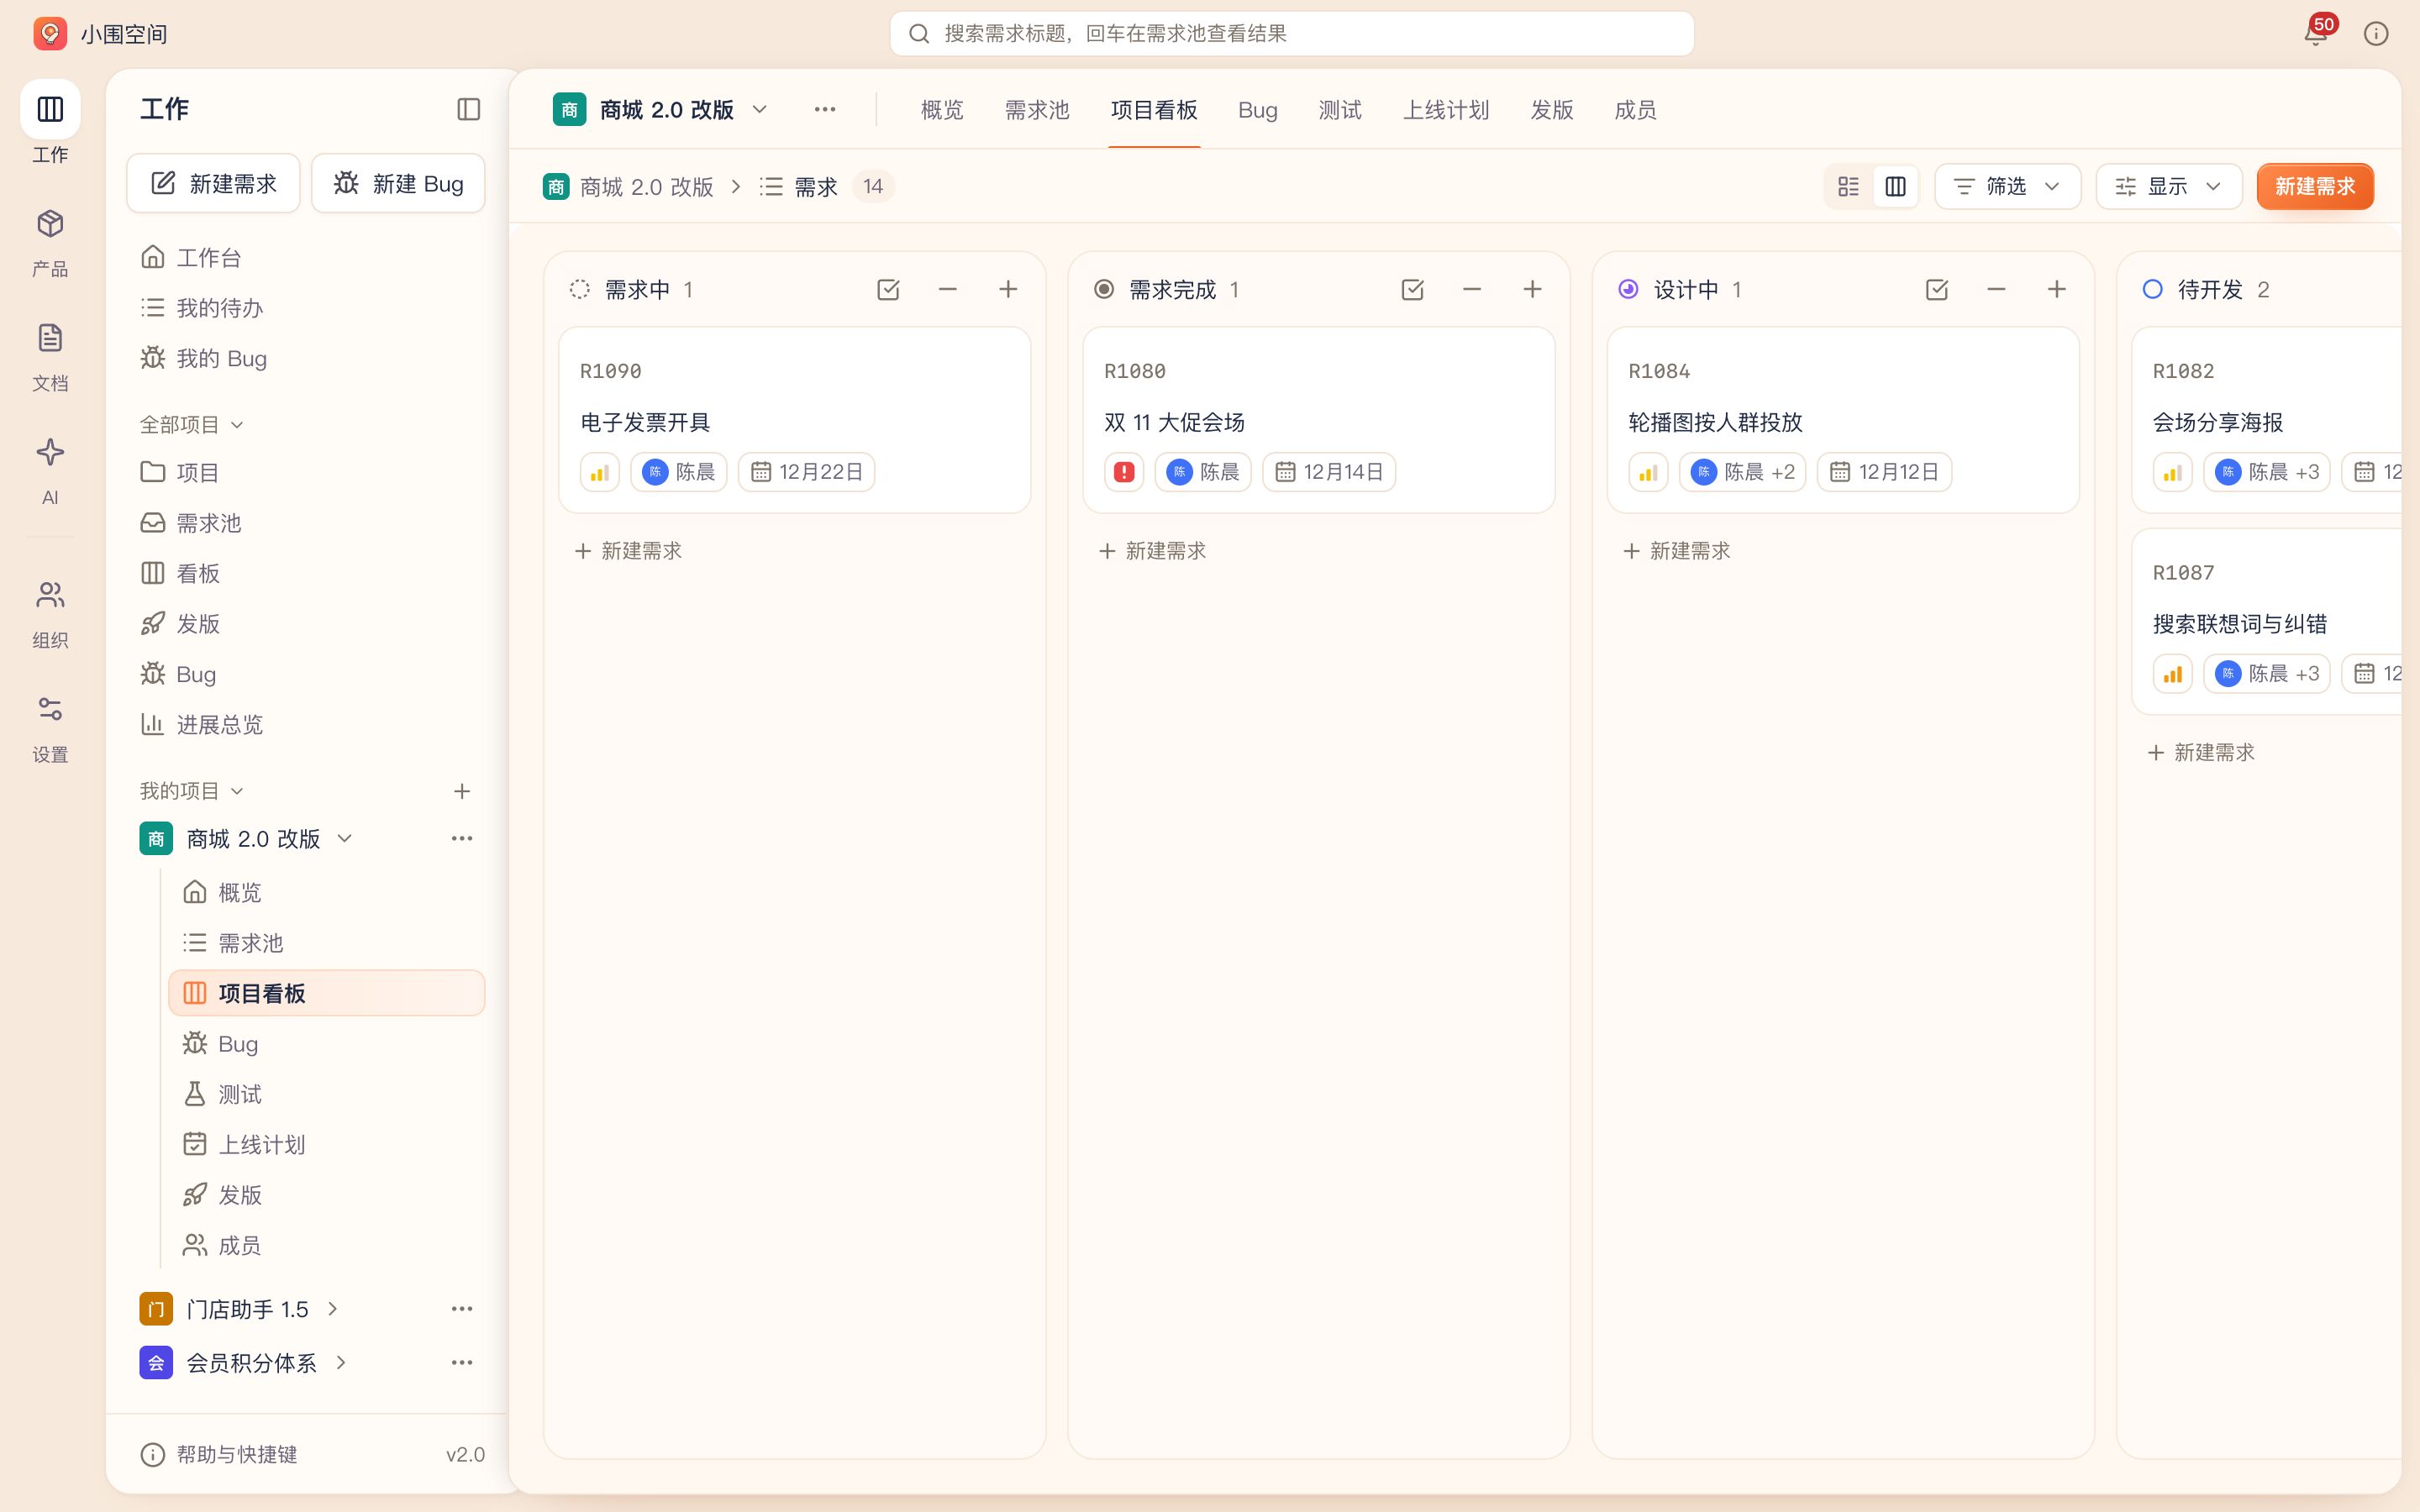 小围空间
搜索需求标题，回车在需求池查看结果
50
工作
产品
文档
AI
组织
设置
工作
新建需求
新建 Bug
工作台
我的待办
我的 Bug
全部项目
项目
需求池
看板
发版
Bug
进展总览
我的项目
商 商城 2.0 改版
概览
需求池
项目看板
Bug
测试
上线计划
发版
成员
门 门店助手 1.5
会 会员积分体系
帮助与快捷键 v2.0
商 商城 2.0 改版 概览 需求池 项目看板 Bug 测试 上线计划 发版 成员
商 商城 2.0 改版 需求 14 筛选 显示 新建需求
需求中 1
R1090
电子发票开具
陈 陈晨 12月22日
新建需求
需求完成 1
R1080
双 11 大促会场
陈 陈晨 12月14日
新建需求
设计中 1
R1084
轮播图按人群投放
陈 陈晨 +2 12月12日
新建需求
待开发 2
R1082
会场分享海报
陈 陈晨 +3 12
R1087
搜索联想词与纠错
陈 陈晨 +3 12
新建需求